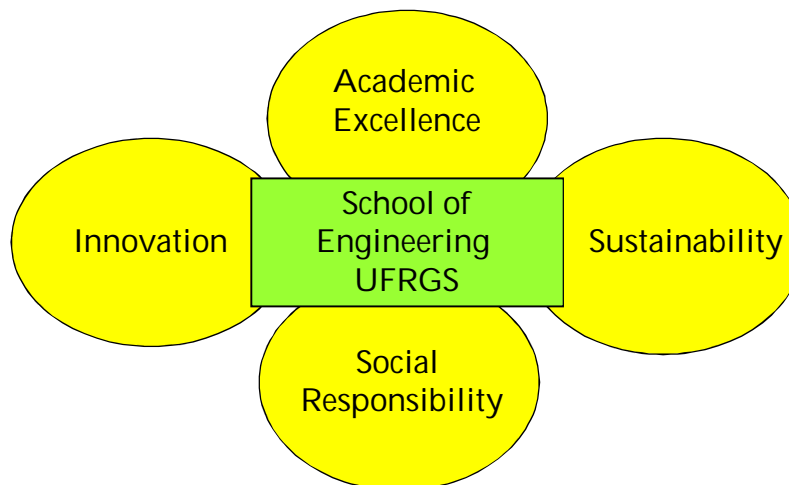 Academic
Excellence
Innovation
School of
Engineering
UFRGS
Sustainability
Social
Responsibility